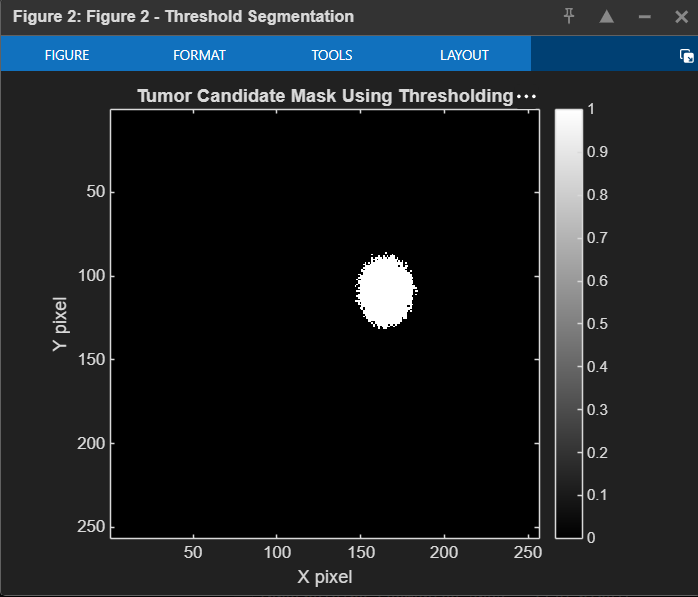 Figure 2: Figure 2 - Threshold Segmentation
FIGURE FORMAT TOOLS LAYOUT
Tumor Candidate Mask Using Thresholding···
50
100
150
200
250
Y pixel
50 100 150 200 250
X pixel
1
0.9
0.8
0.7
0.6
0.5
0.4
0.3
0.2
0.1
0